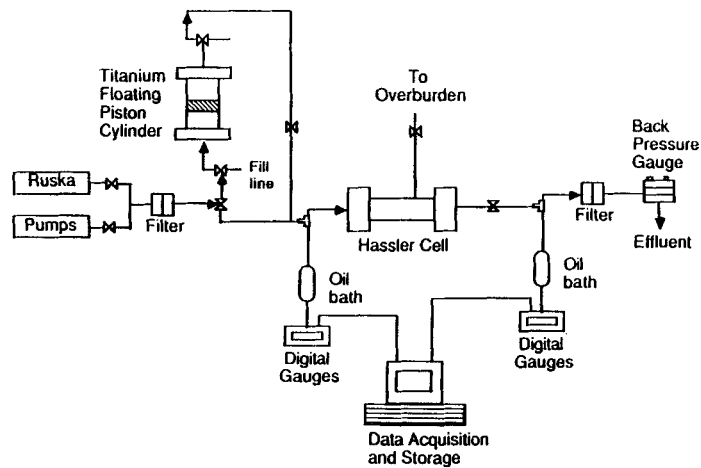 Titanium
Floating
Piston
Cylinder
To
Overburden
Back
Pressure
Gauge
Ruska
Fill
line
Pumps
Filter
Hassler Cell
Filter
Effluent
Oil
bath
Oil
bath
Digital
Gauges
Digital
Gauges
Data Acquisition
and Storage